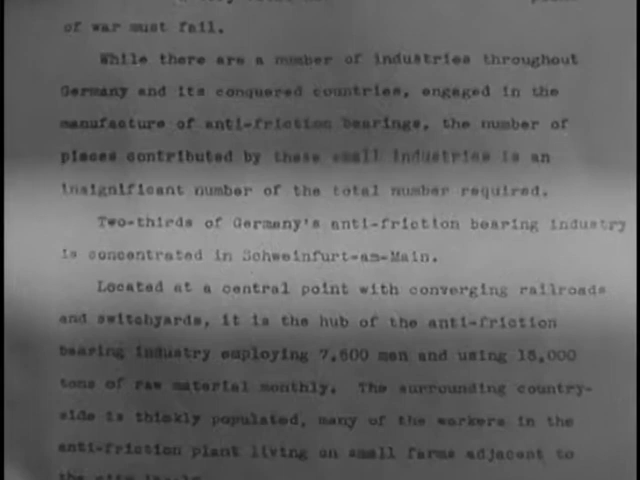 of war must fail.
While there are a number of industries throughout
Germany and its conquered countries, engaged in the
manufacture of anti-friction bearings, the number of
pieces contributed by these small industries is an
insignificant number of the total number required.
Two-thirds of Germany's anti-friction bearing industry
is concentrated in Schweinfurt-am-Main.
Located at a central point with converging railroads
and switchyards, it is the hub of the anti-friction
bearing industry employing 7,500 men and using 15,000
tons of raw material monthly. The surrounding country-
side is thickly populated, many of the workers in the
anti-friction plant living on small farms adjacent to
the city